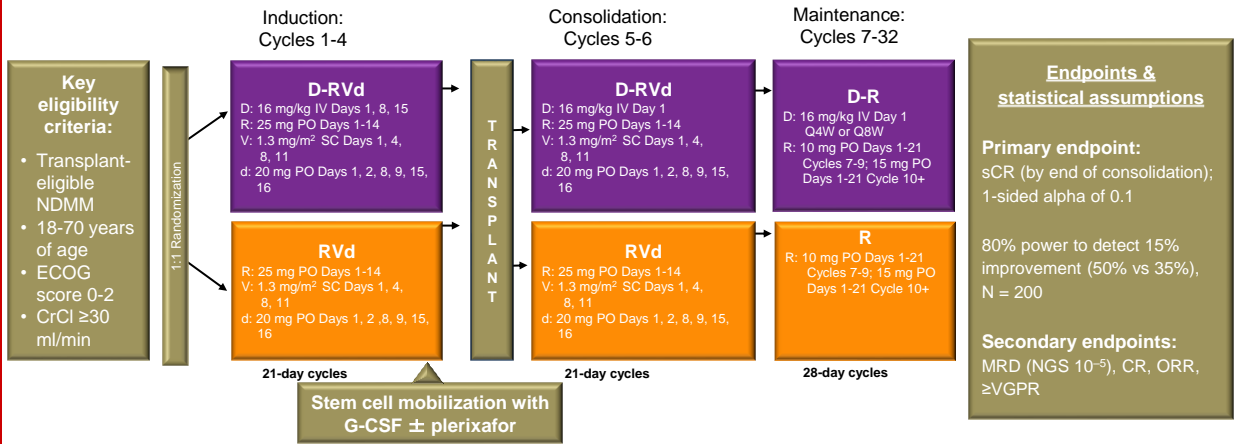 Induction:
Cycles 1-4
Consolidation:
Cycles 5-6
Maintenance:
Cycles 7-32
Key
eligibility
criteria:
• Transplant-
eligible
NDMM
• 18-70 years
of age
• ECOG
score 0-2
• CrCl ≥30
ml/min
1:1 Randomization
D-RVd
D: 16 mg/kg IV Days 1, 8, 15
R: 25 mg PO Days 1-14
V: 1.3 mg/m² SC Days 1, 4,
8, 11
d: 20 mg PO Days 1, 2, 8, 9, 15,
16
RVd
R: 25 mg PO Days 1-14
V: 1.3 mg/m² SC Days 1, 4,
8, 11
d: 20 mg PO Days 1, 2 ,8, 9, 15,
16
21-day cycles
Stem cell mobilization with
G-CSF ± plerixafor
TRANSPLANT
D-RVd
D: 16 mg/kg IV Day 1
R: 25 mg PO Days 1-14
V: 1.3 mg/m² SC Days 1, 4,
8, 11
d: 20 mg PO Days 1, 2, 8, 9, 15,
16
RVd
R: 25 mg PO Days 1-14
V: 1.3 mg/m² SC Days 1, 4,
8, 11
d: 20 mg PO Days 1, 2, 8, 9, 15,
16
21-day cycles
D-R
D: 16 mg/kg IV Day 1
Q4W or Q8W
R: 10 mg PO Days 1-21
Cycles 7-9; 15 mg PO
Days 1-21 Cycle 10+
R
R: 10 mg PO Days 1-21
Cycles 7-9; 15 mg PO
Days 1-21 Cycle 10+
28-day cycles
Endpoints &
statistical assumptions
Primary endpoint:
sCR (by end of consolidation);
1-sided alpha of 0.1
80% power to detect 15%
improvement (50% vs 35%),
N = 200
Secondary endpoints:
MRD (NGS 10⁻⁵), CR, ORR,
≥VGPR